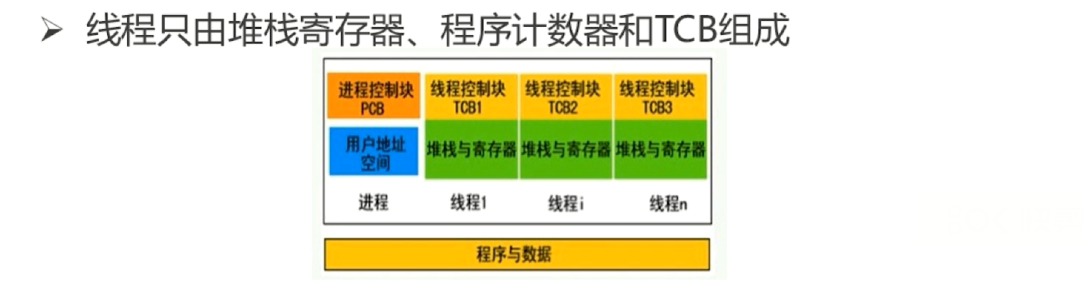 ➢ 线程只由堆栈寄存器、程序计数器和TCB组成
进程控制块 线程控制块 线程控制块 线程控制块
PCB TCB1 TCB2 TCB3
用户地址 堆栈与寄存器 堆栈与寄存器 堆栈与寄存器
空间
进程 线程1 线程i 线程n
程序与数据